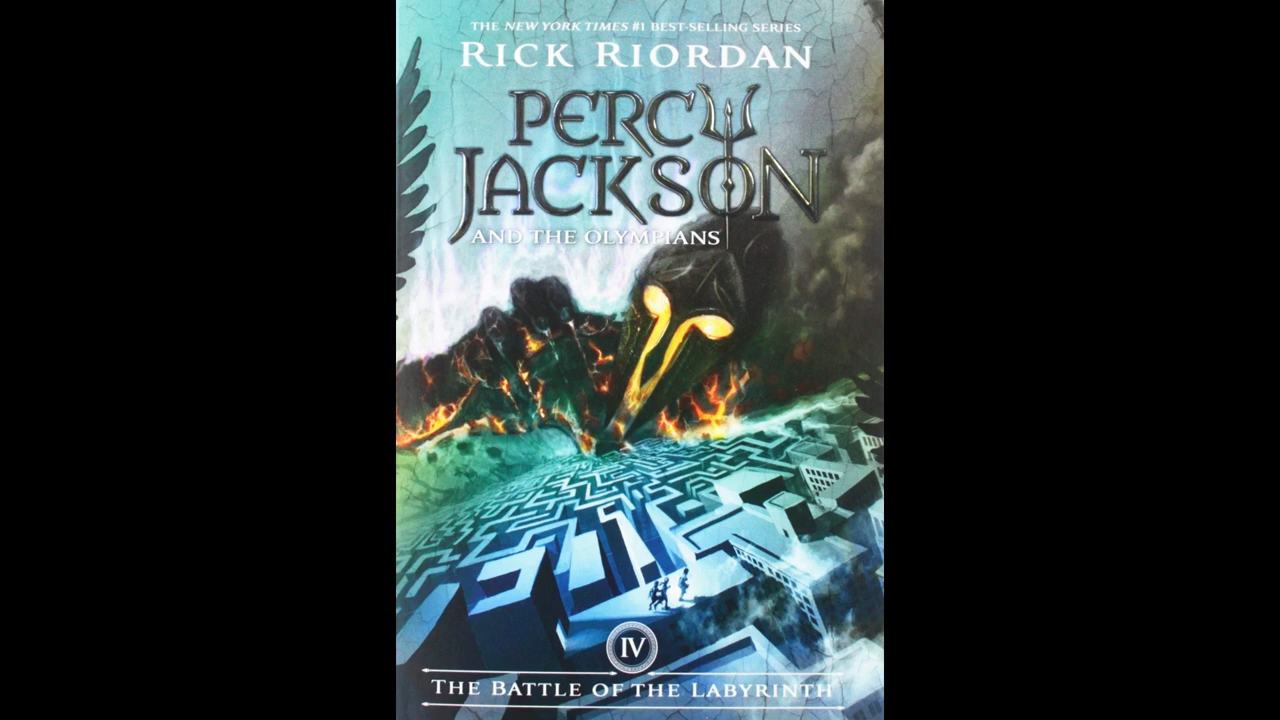 THE NEW YORK TIMES #1 BEST-SELLING SERIES
RICK RIORDAN
PERCY
JACKSON
AND THE OLYMPIANS
IV
THE BATTLE OF THE LABYRINTH